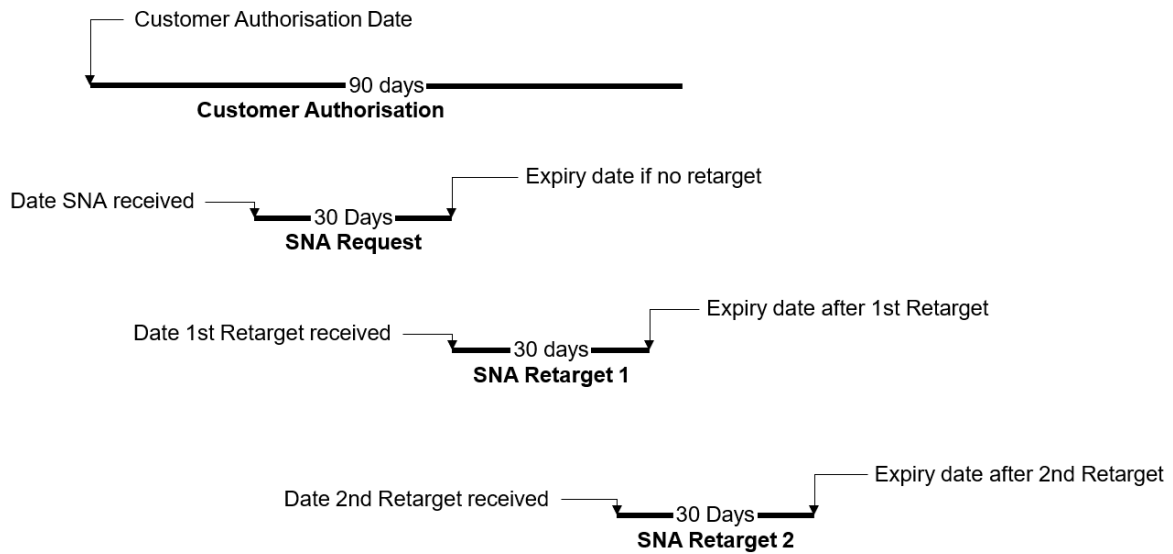 Customer Authorisation Date
90 days
Customer Authorisation
Expiry date if no retarget
Date SNA received
30 Days
SNA Request
Expiry date after 1st Retarget
Date 1st Retarget received
30 days
SNA Retarget 1
Expiry date after 2nd Retarget
Date 2nd Retarget received
30 Days
SNA Retarget 2